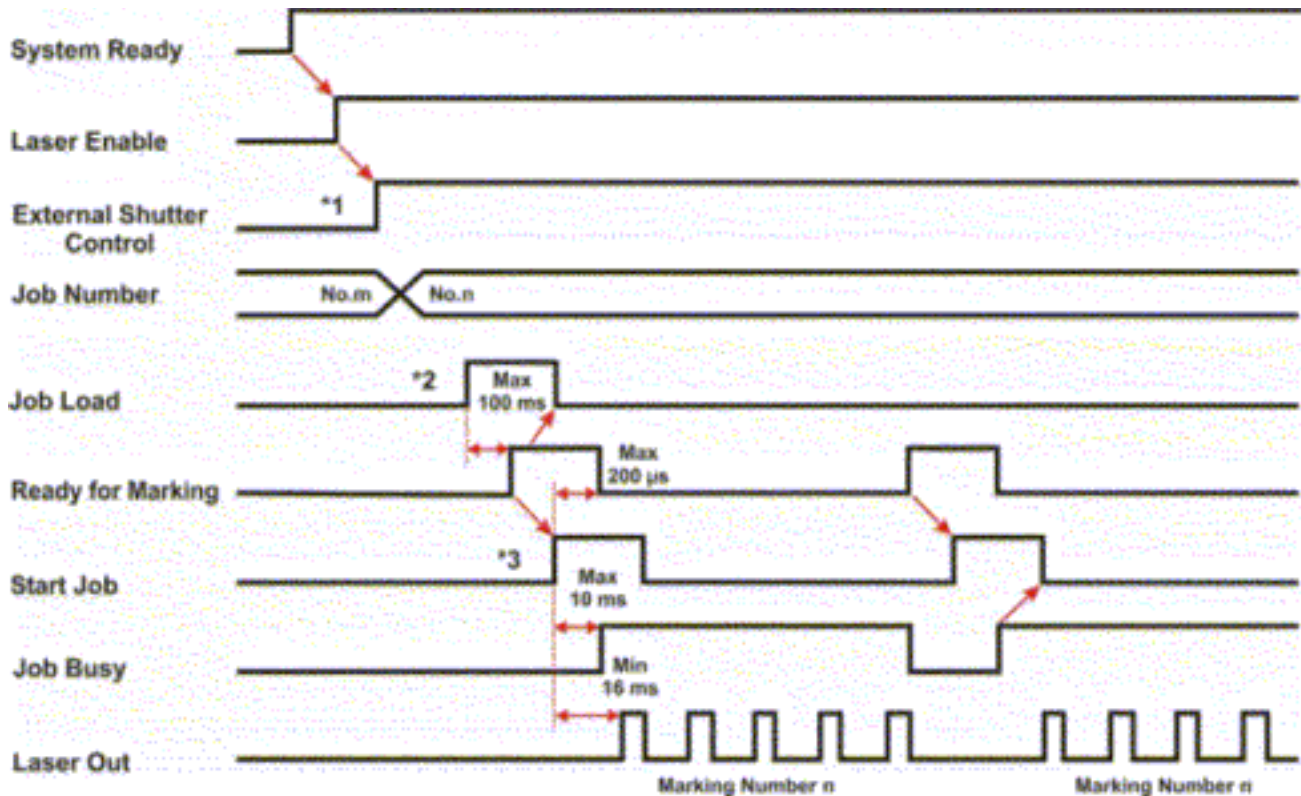 System Ready
Laser Enable
*1
External Shutter
Control
Job Number
No.m
No.n
*2
Max
100 ms
Job Load
Max
200 µs
Ready for Marking
*3
Max
10 ms
Start Job
Job Busy
Min
16 ms
Laser Out
Marking Number n
Marking Number n